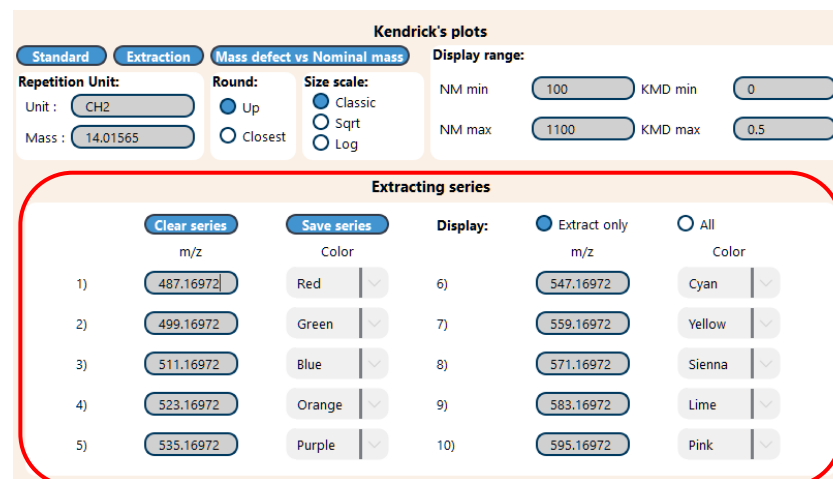 Kendrick's plots
Standard Extraction Mass defect vs Nominal mass Display range:
Repetition Unit: Round: Size scale:
NM min 100 KMD min 0
Unit : CH2 Up Classic
Sqrt
NM max 1100 KMD max 0.5
Mass : 14.01565 Closest
Log
Extracting series
Clear series Save series Display: Extract only All
m/z Color m/z Color
1) 487.16972 Red 6) 547.16972 Cyan
2) 499.16972 Green 7) 559.16972 Yellow
3) 511.16972 Blue 8) 571.16972 Sienna
4) 523.16972 Orange 9) 583.16972 Lime
5) 535.16972 Purple 10) 595.16972 Pink